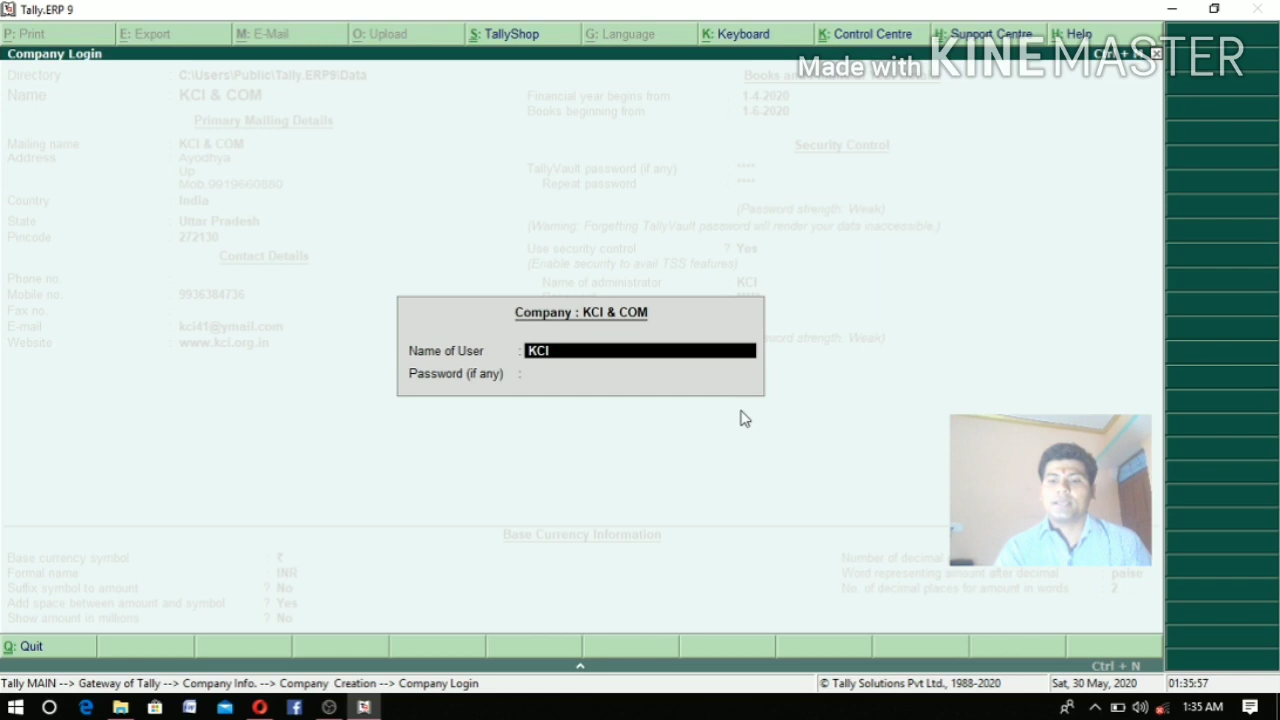 Tally.ERP 9
P: Print E: Export M: E-Mail O: Upload S: TallyShop G: Language K: Keyboard K: Control Centre H: Support Centre H: Help
Company Login Ctrl + M
Made with KINEMASTER
Directory : C:\Users\Public\Tally.ERP9\Data
Name : KCI & COM
Primary Mailing Details
Mailing name : KCI & COM
Address : Ayodhya
Up
Mob:9919660880
Country : India
State : Uttar Pradesh
Pincode : 272130
Contact Details
Phone no. :
Mobile no. : 9936384736
Fax no. :
E-mail : kci41@ymail.com
Website : www.kci.org.in
Books and
Financial year begins from : 1.4.2020
Books beginning from : 1.6.2020
Security Control
TallyVault password (if any) : ****
Repeat password : ****
(Password strength: Weak)
(Warning: Forgetting TallyVault password will render your data inaccessible.)
Use security control ? Yes
(Enable security to avail TSS features)
Name of administrator : KCI
strength: Weak)
Company : KCI & COM
Name of User : KCI
Password (if any) :
Base Currency Information
Base currency symbol : ₹
Formal name : INR
Suffix symbol to amount ? No
Add space between amount and symbol ? Yes
Show amount in millions ? No
Number of decimal
Word representing amount after decimal : paise
No. of decimal places for amount in words : 2
Q: Quit
Ctrl + N
Tally MAIN --> Gateway of Tally --> Company Info. --> Company Creation --> Company Login
© Tally Solutions Pvt Ltd., 1988-2020 Sat, 30 May, 2020 01:35:57
1:35 AM